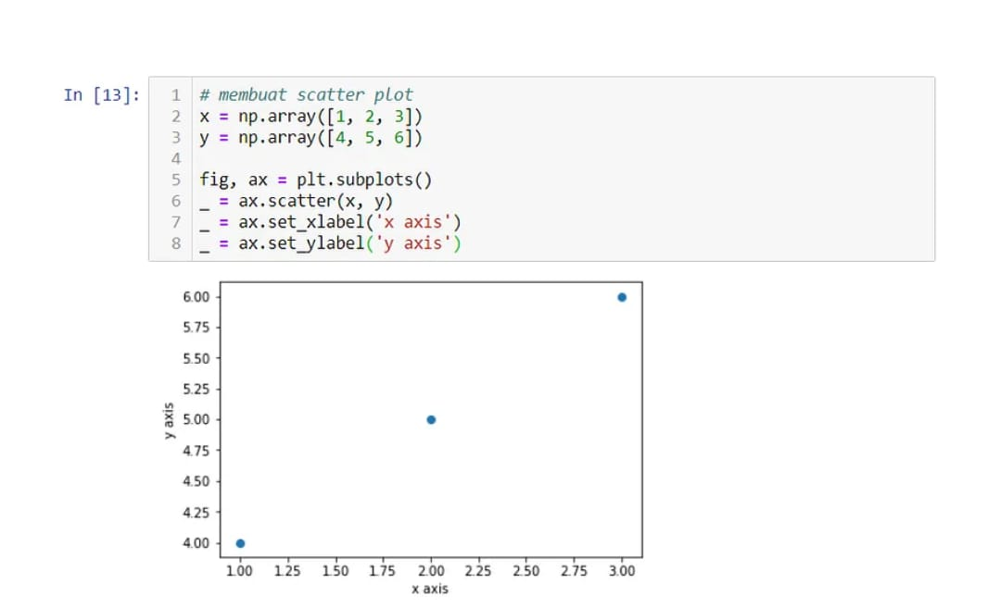 In [13]:
1 # membuat scatter plot
2 x = np.array([1, 2, 3])
3 y = np.array([4, 5, 6])
4
5 fig, ax = plt.subplots()
6 _ = ax.scatter(x, y)
7 _ = ax.set_xlabel('x axis')
8 _ = ax.set_ylabel('y axis')
6.00
5.75
5.50
5.25
5.00
4.75
4.50
4.25
4.00
y axis
1.00 1.25 1.50 1.75 2.00 2.25 2.50 2.75 3.00
x axis